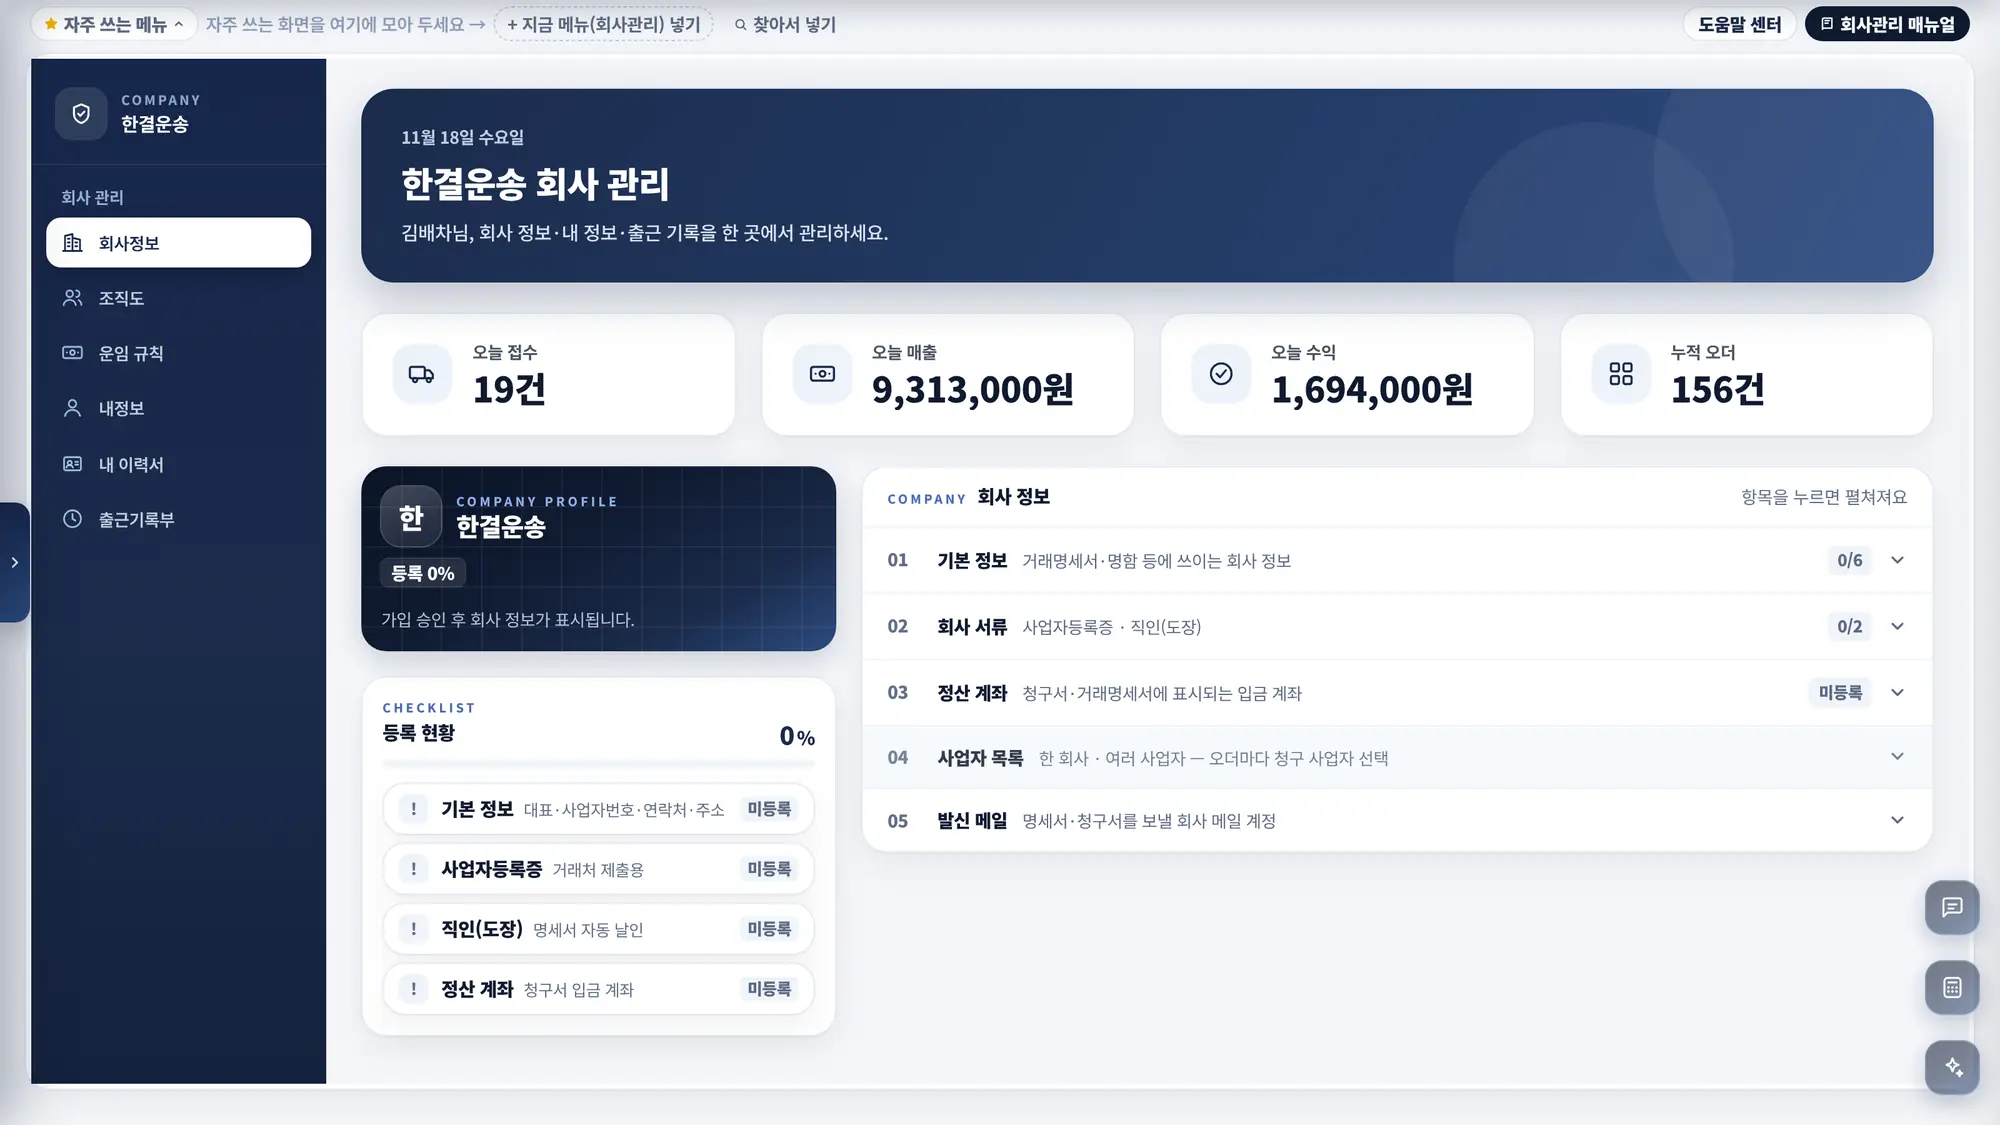 자주 쓰는 메뉴
자주 쓰는 화면을 여기에 모아 두세요 →
+ 지금 메뉴(회사관리) 넣기
찾아서 넣기
도움말 센터
회사관리 매뉴얼
COMPANY
한결운송
회사 관리
회사정보
조직도
운임 규칙
내정보
내 이력서
출근기록부
11월 18일 수요일
한결운송 회사 관리
김배차님, 회사 정보·내 정보·출근 기록을 한 곳에서 관리하세요.
오늘 접수
19건
오늘 매출
9,313,000원
오늘 수익
1,694,000원
누적 오더
156건
한
COMPANY PROFILE
한결운송
등록 0%
가입 승인 후 회사 정보가 표시됩니다.
CHECKLIST
등록 현황
0%
! 기본 정보 대표·사업자번호·연락처·주소 미등록
! 사업자등록증 거래처 제출용 미등록
! 직인(도장) 명세서 자동 날인 미등록
! 정산 계좌 청구서 입금 계좌 미등록
COMPANY 회사 정보
항목을 누르면 펼쳐져요
01 기본 정보 거래명세서·명함 등에 쓰이는 회사 정보 0/6
02 회사 서류 사업자등록증 · 직인(도장) 0/2
03 정산 계좌 청구서·거래명세서에 표시되는 입금 계좌 미등록
04 사업자 목록 한 회사 · 여러 사업자 — 오더마다 청구 사업자 선택
05 발신 메일 명세서·청구서를 보낼 회사 메일 계정